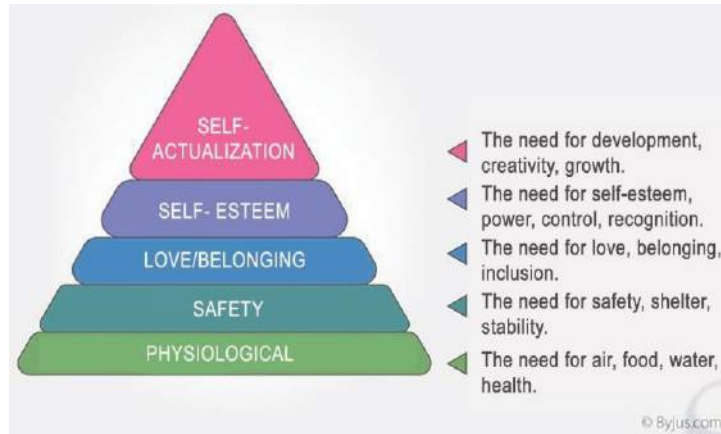 SELF-
ACTUALIZATION
SELF- ESTEEM
LOVE/BELONGING
SAFETY
PHYSIOLOGICAL
The need for development,
creativity, growth.
The need for self-esteem,
power, control, recognition.
The need for love, belonging,
inclusion.
The need for safety, shelter,
stability.
The need for air, food, water,
health.
© Byjus.com